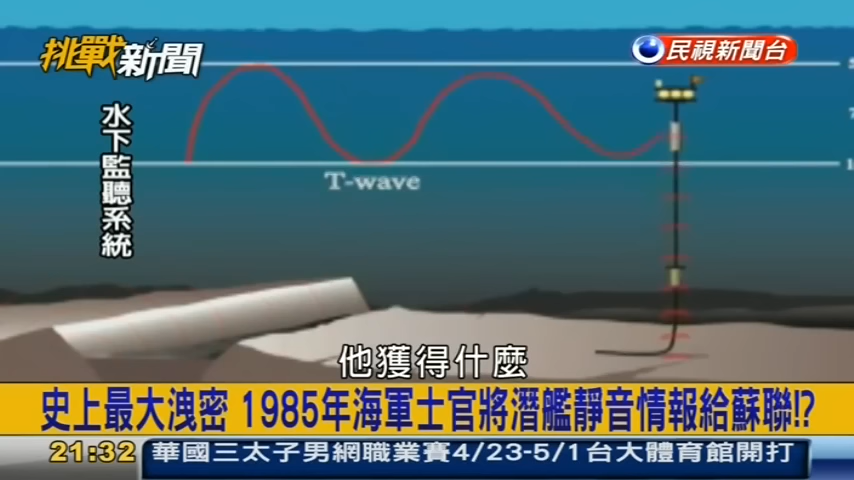 挑戰新聞
民視新聞台
水下監聽系統
T-wave
他獲得什麼
史上最大洩密 1985年海軍士官將潛艦靜音情報給蘇聯!?
21:32 華國三太子男網職業賽4/23-5/1台大體育館開打